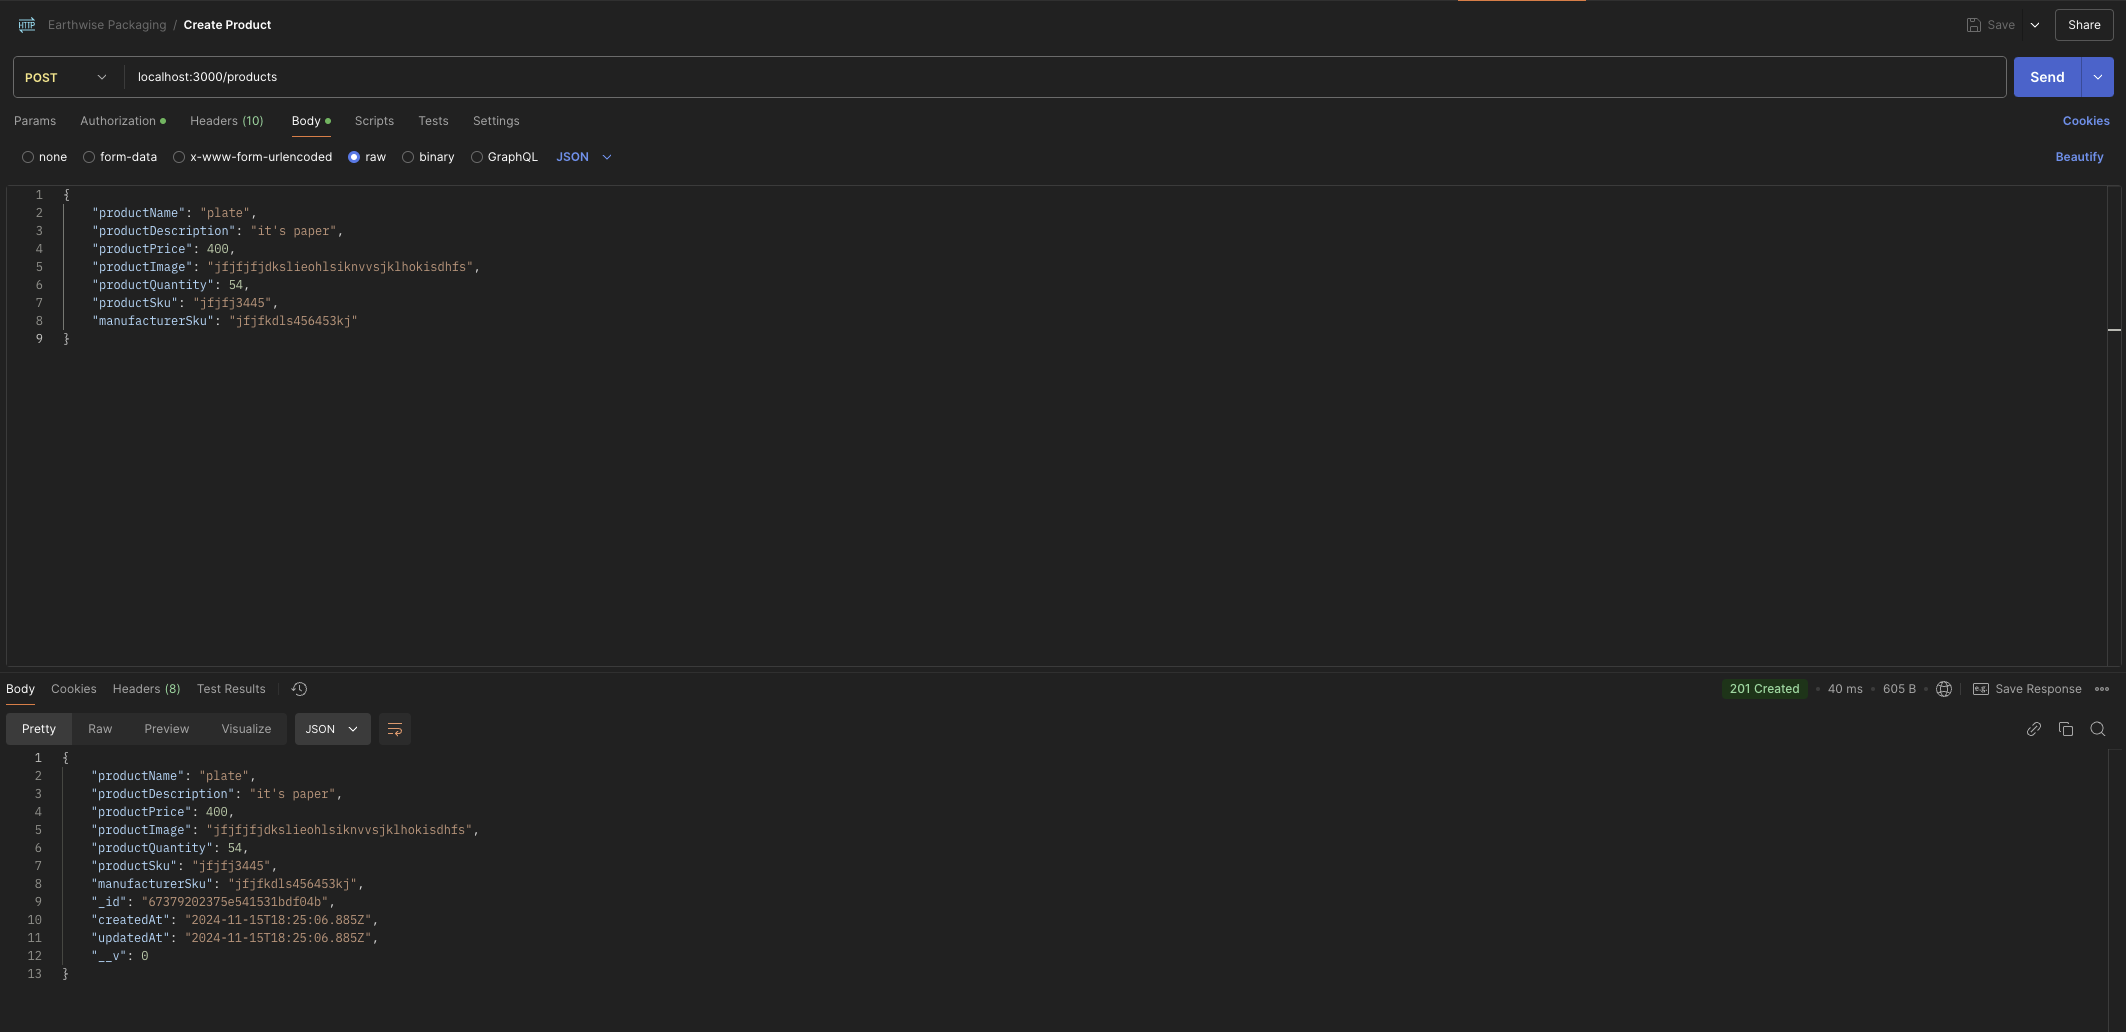 HTTP Earthwise Packaging / Create Product Save Share
POST localhost:3000/products Send
Params Authorization Headers (10) Body Scripts Tests Settings Cookies
none form-data x-www-form-urlencoded raw binary GraphQL JSON Beautify
1 {
2 "productName": "plate",
3 "productDescription": "it's paper",
4 "productPrice": 400,
5 "productImage": "jfjfjfjdkslieohlsiknvvsjklhokisdhfs",
6 "productQuantity": 54,
7 "productSku": "jfjfj3445",
8 "manufacturerSku": "jfjfkdls456453kj"
9 }
Body Cookies Headers (8) Test Results 201 Created • 40 ms • 605 B • e.g. Save Response
Pretty Raw Preview Visualize JSON
1 {
2 "productName": "plate",
3 "productDescription": "it's paper",
4 "productPrice": 400,
5 "productImage": "jfjfjfjdkslieohlsiknvvsjklhokisdhfs",
6 "productQuantity": 54,
7 "productSku": "jfjfj3445",
8 "manufacturerSku": "jfjfkdls456453kj",
9 "_id": "67379202375e541531bdf04b",
10 "createdAt": "2024-11-15T18:25:06.885Z",
11 "updatedAt": "2024-11-15T18:25:06.885Z",
12 "__v": 0
13 }